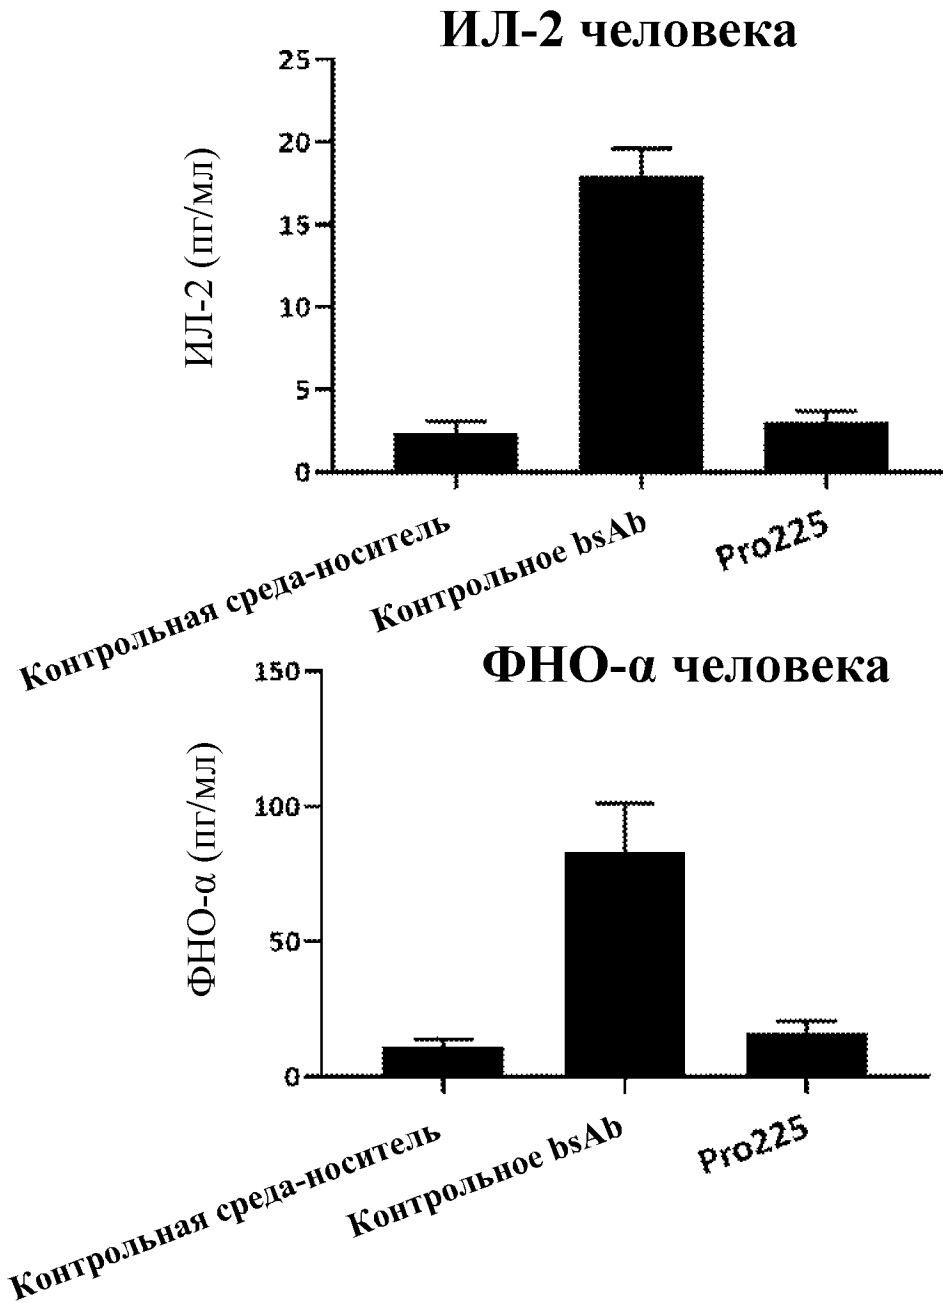 ИЛ-2 человека
25
20
15
10
5
0
ИЛ-2 (пг/мл)
Контрольная среда-носитель
Контрольное bsAb
Pro225
ФНО-α человека
150
100
50
0
ФНО-α (пг/мл)
Контрольная среда-носитель
Контрольное bsAb
Pro225